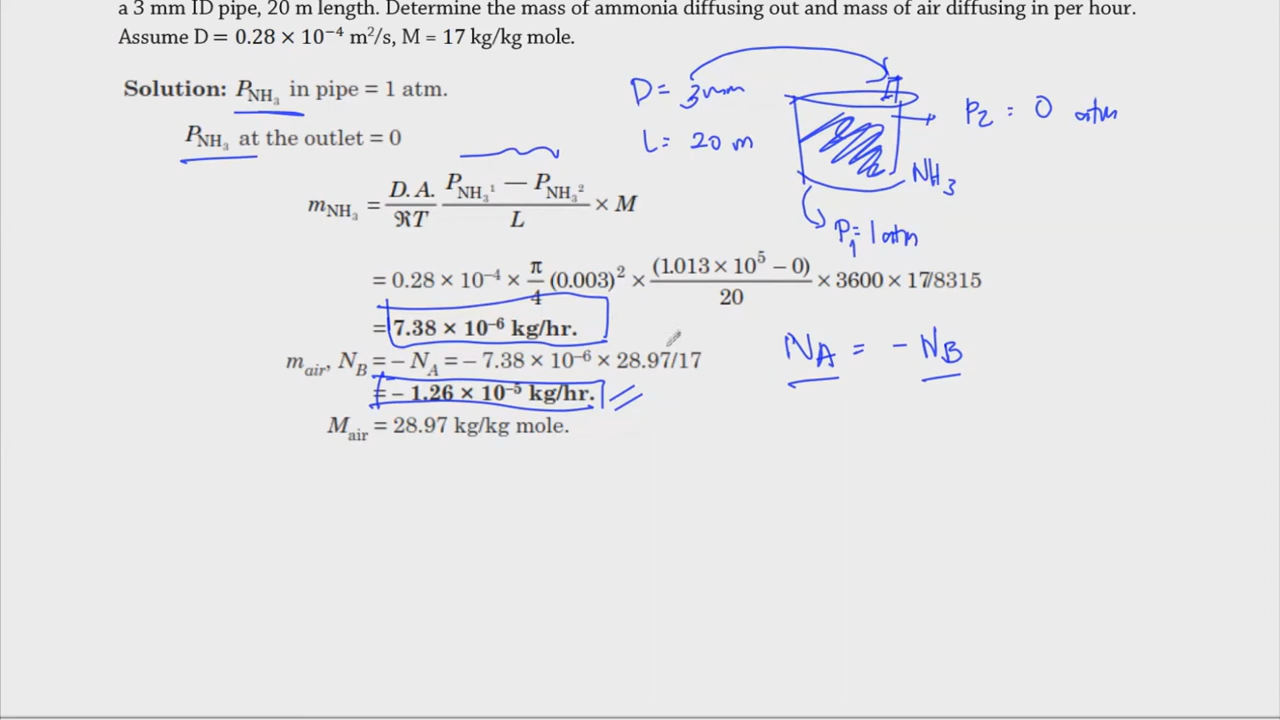 a 3 mm ID pipe, 20 m length. Determine the mass of ammonia diffusing out and mass of air diffusing in per hour.
Assume D = 0.28 × 10⁻⁴ m²/s, M = 17 kg/kg mole.
Solution: P_NH₃ in pipe = 1 atm.
P_NH₃ at the outlet = 0
D = 3mm
L = 20 m
P₂ = 0 atm
NH₃
P₁ = 1 atm
m_NH₃ = D.A./ℜT (P_NH₃¹ − P_NH₃²)/L × M
= 0.28 × 10⁻⁴ × π/4 (0.003)² × (1.013 × 10⁵ − 0)/20 × 3600 × 17/8315
= 7.38 × 10⁻⁶ kg/hr.
m_air, N_B = − N_A = − 7.38 × 10⁻⁶ × 28.97/17
N_A = − N_B
= − 1.26 × 10⁻⁵ kg/hr.
M_air = 28.97 kg/kg mole.